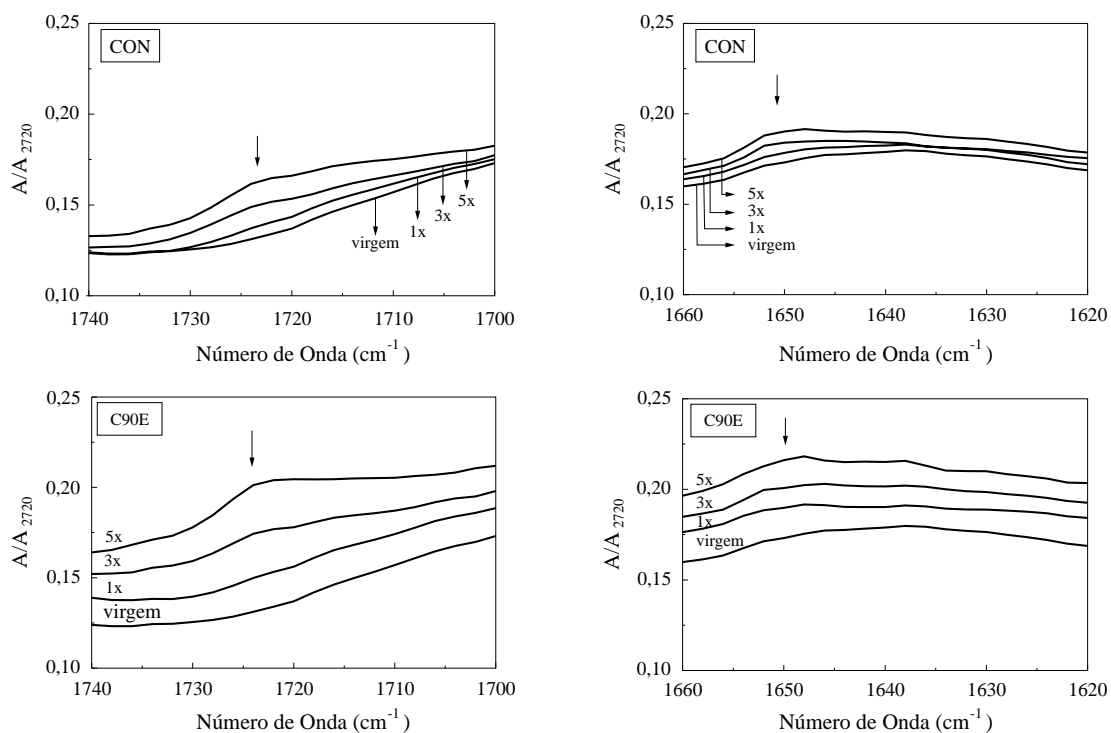 0,25
CON
0,20
A/A 2720
0,15
virgem
1x
3x
5x
0,10
1740
1730
1720
1710
1700
Número de Onda (cm-1 )
0,25
CON
0,20
A/A 2720
0,15
5x
3x
1x
virgem
0,10
1660
1650
1640
1630
1620
Número de Onda (cm-1 )
0,25
C90E
0,20
A/A 2720
5x
3x
0,15
1x
virgem
0,10
1740
1730
1720
1710
1700
Número de Onda (cm-1 )
0,25
C90E
0,20
A/A 2720
5x
3x
1x
virgem
0,15
0,10
1660
1650
1640
1630
1620
Número de Onda (cm-1 )